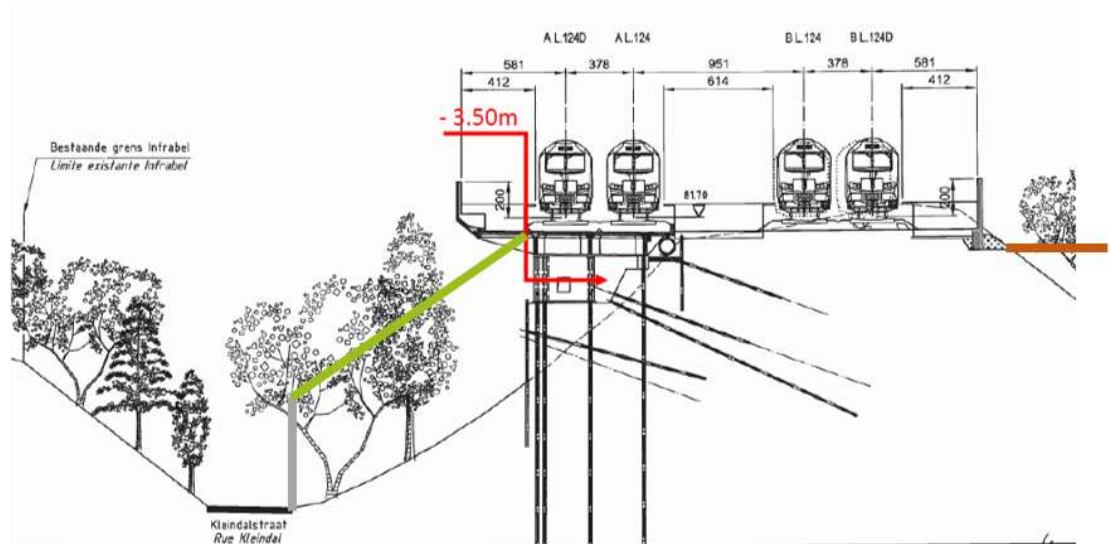 A L.124D A L.124 B L.124 B L.124D
581 378 951 378 581
412 614 412
- 3.50m
Bestaande grens Infrabel
Limite existante Infrabel
200 81.70 200
Kleindalstraat
Rue Kleindal